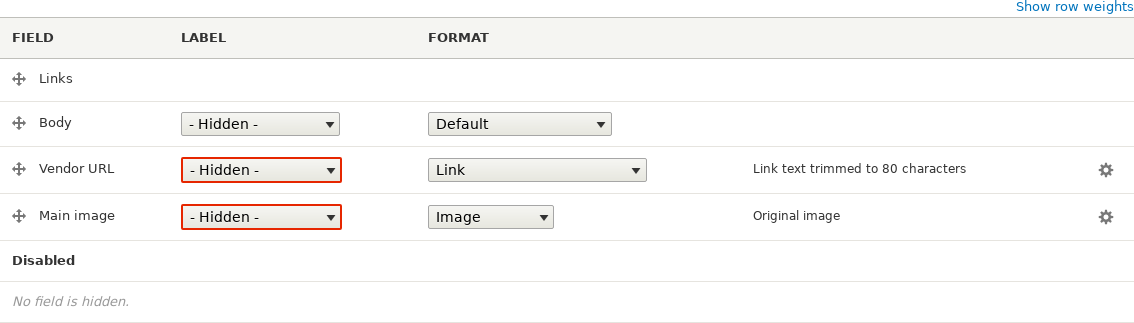 Show row weights
FIELD LABEL FORMAT
Links
Body - Hidden - Default
Vendor URL - Hidden - Link Link text trimmed to 80 characters
Main image - Hidden - Image Original image
Disabled
No field is hidden.